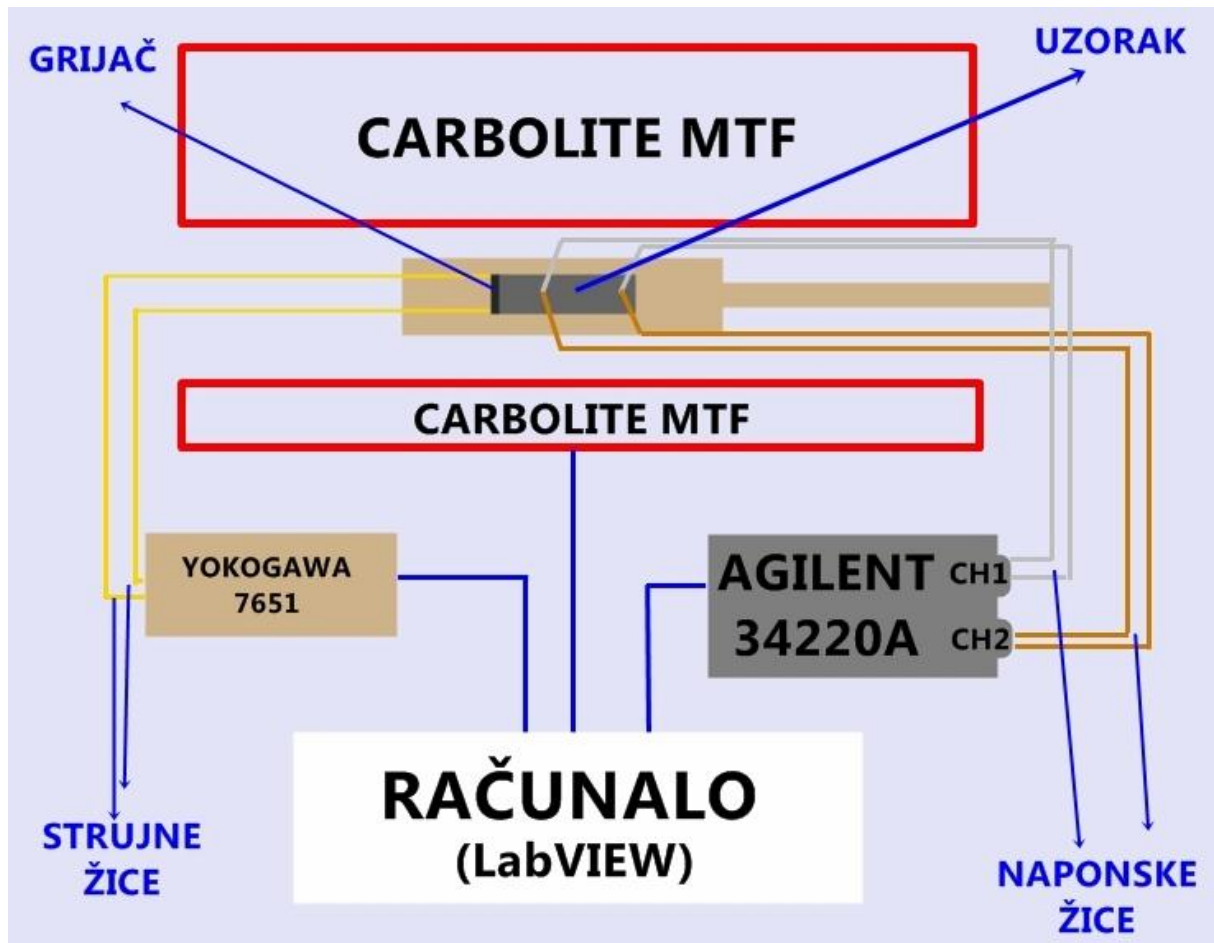 GRIJAČ
UZORAK
CARBOLITE MTF
CARBOLITE MTF
YOKOGAWA
7651
AGILENT
34220A
CH1
CH2
RAČUNALO
(LabVIEW)
STRUJNE
ŽICE
NAPONSKE
ŽICE